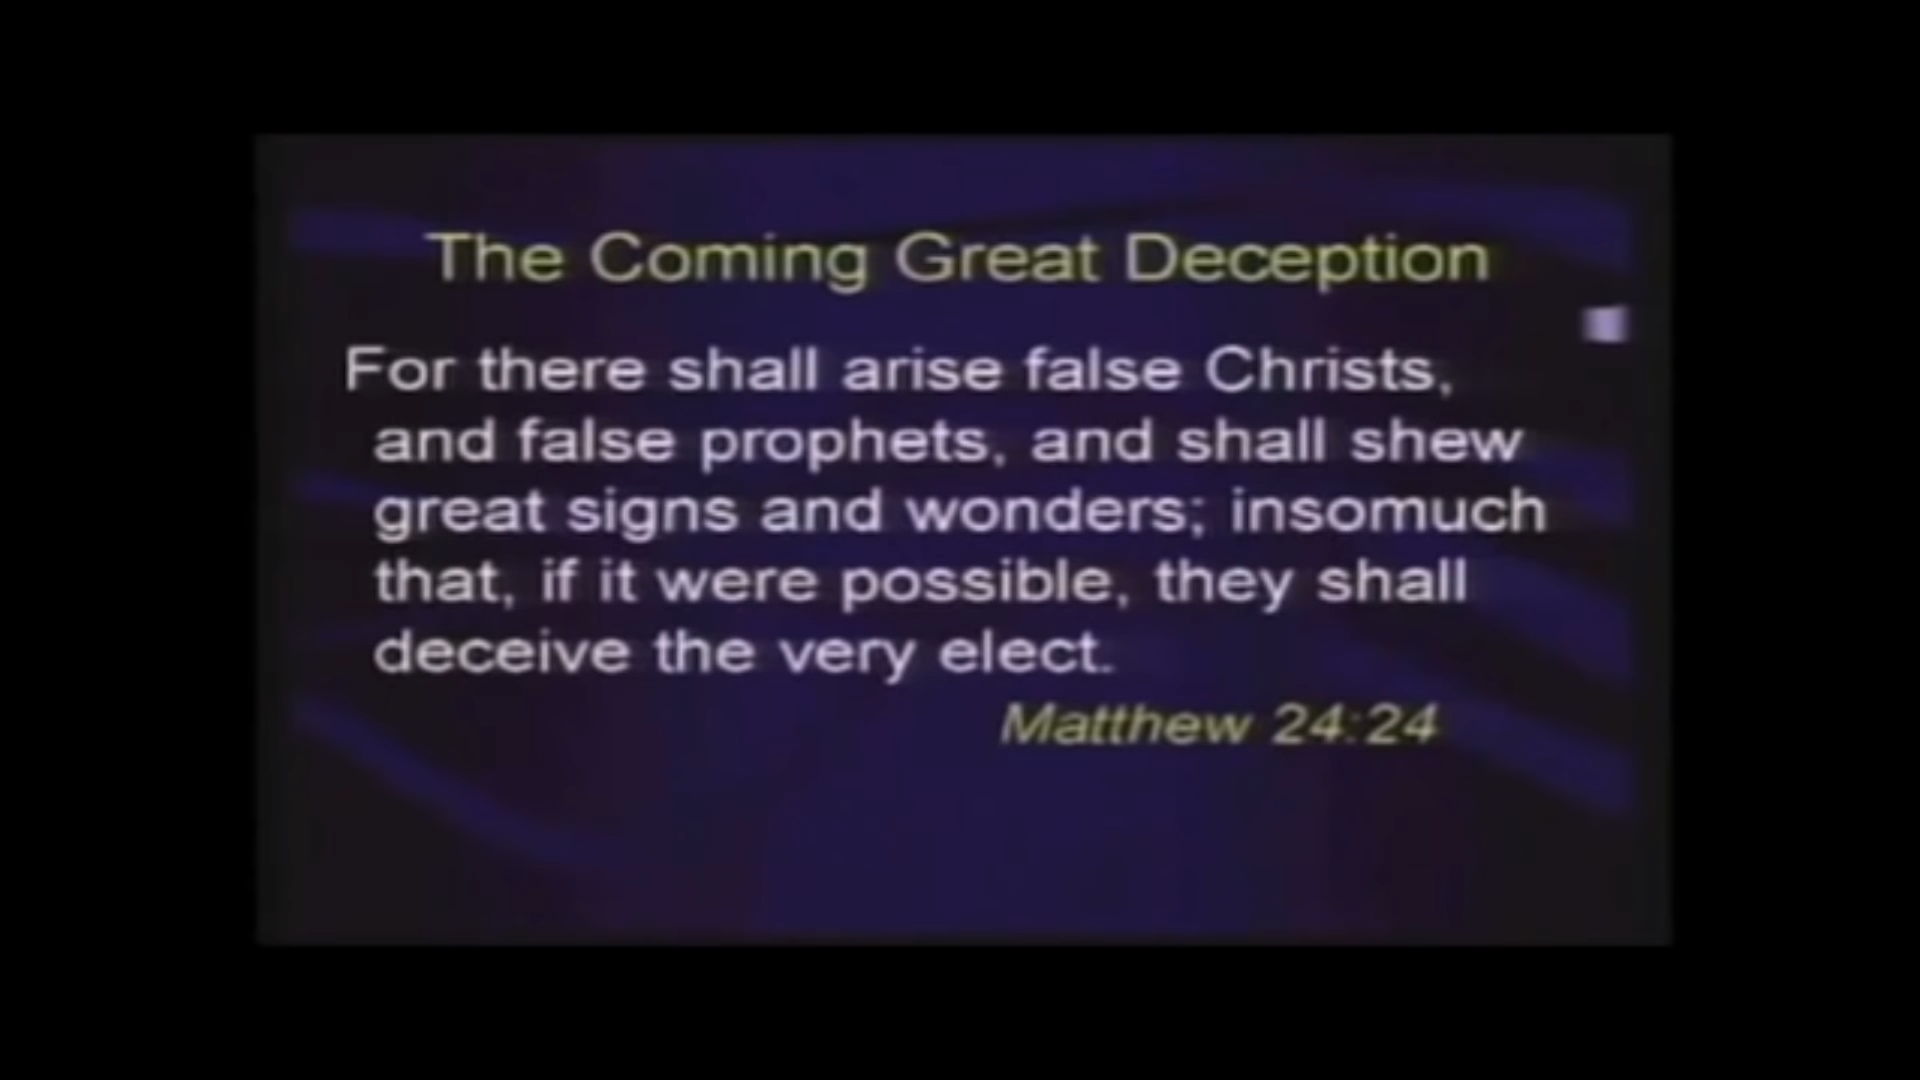 The Coming Great Deception
For there shall arise false Christs,
and false prophets, and shall shew
great signs and wonders; insomuch
that, if it were possible, they shall
deceive the very elect.
Matthew 24:24